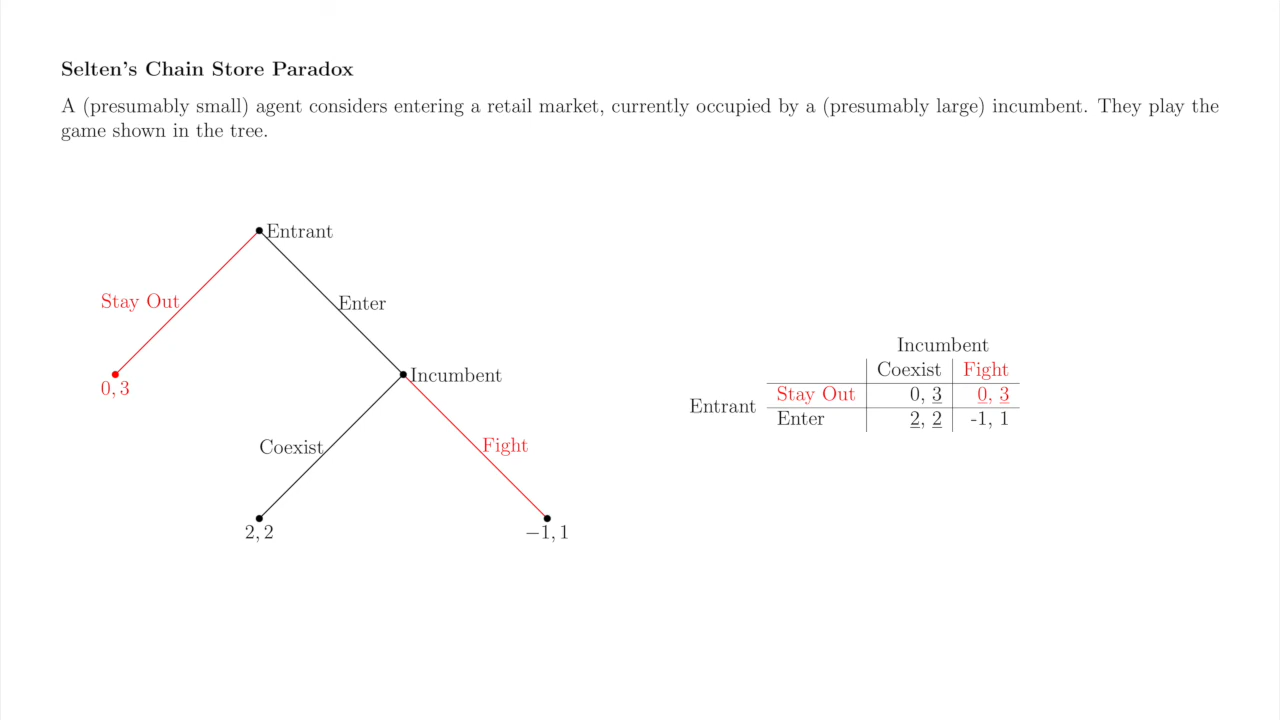 Selten's Chain Store Paradox
A (presumably small) agent considers entering a retail market, currently occupied by a (presumably large) incumbent. They play the
game shown in the tree.
Entrant
Stay Out
Enter
0, 3
Incumbent
Coexist
Fight
2, 2
−1, 1
Incumbent
Coexist Fight
Entrant
Stay Out 0, 3 0, 3
Enter 2, 2 -1, 1